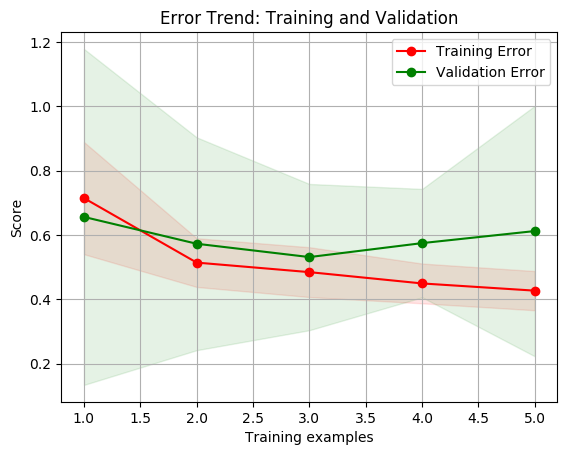 Error Trend: Training and Validation
Training Error
Validation Error
1.2
1.0
0.8
0.6
0.4
0.2
Score
1.0 1.5 2.0 2.5 3.0 3.5 4.0 4.5 5.0
Training examples